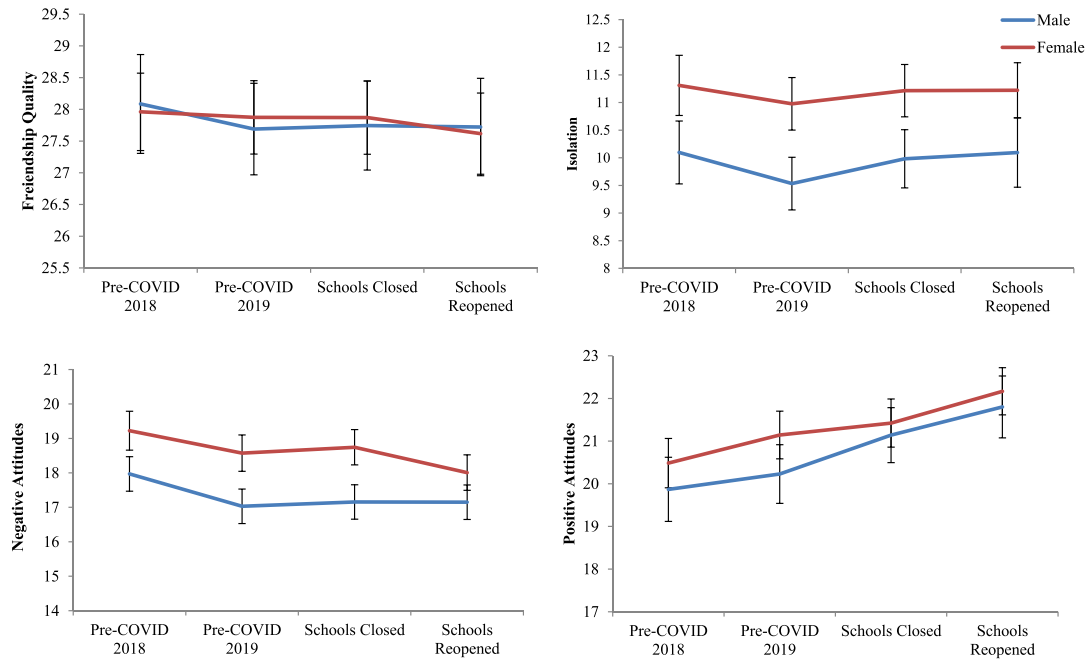 29.5
29
28.5
28
27.5
27
26.5
26
25.5
Freiendship Quality
Pre-COVID 2018
Pre-COVID 2019
Schools Closed
Schools Reopened
12.5
12
11.5
11
10.5
10
9.5
9
8.5
8
Isolation
Male
Female
Pre-COVID 2018
Pre-COVID 2019
Schools Closed
Schools Reopened
21
20
19
18
17
16
15
14
Negative Attitudes
Pre-COVID 2018
Pre-COVID 2019
Schools Closed
Schools Reopened
23
22
21
20
19
18
17
Positive Attitudes
Pre-COVID 2018
Pre-COVID 2019
Schools Closed
Schools Reopened